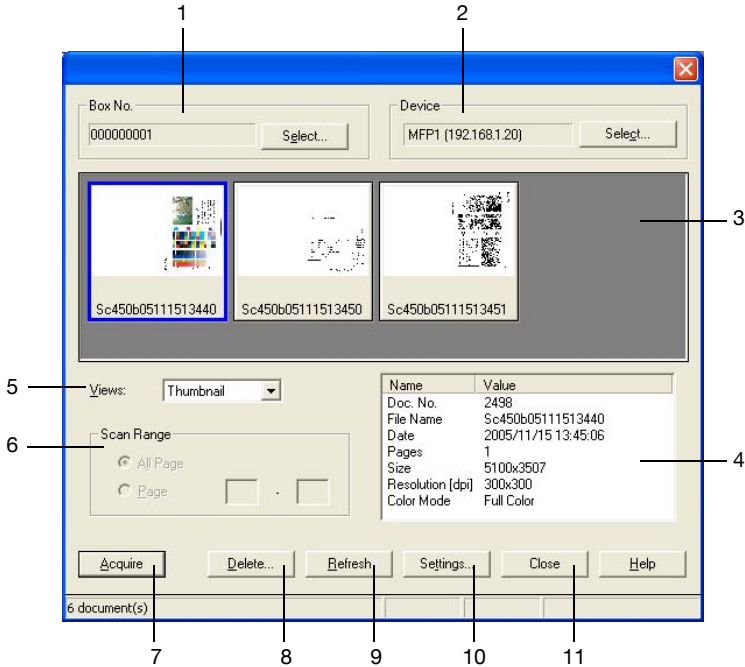 1 2
Box No. Device
000000001 Select... MFP1 (192.168.1.20) Select...
3
Sc450b05111513440 Sc450b05111513450 Sc450b05111513451
5 Views: Thumbnail
Name Value
Doc. No. 2498
File Name Sc450b05111513440
Date 2005/11/15 13:45:06
Pages 1
Size 5100x3507
Resolution [dpi] 300x300
Color Mode Full Color
4
6 Scan Range
All Page
Page -
Acquire Delete... Refresh Settings... Close Help
6 document(s)
7 8 9 10 11